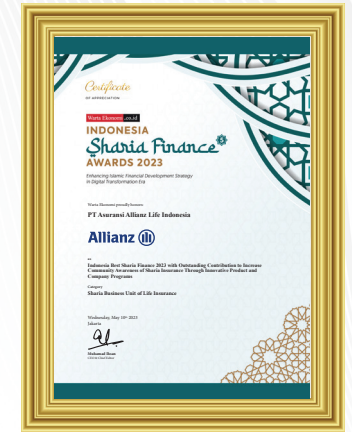 Certificate
OF APPRECIATION
Warta Ekonomi .co.id
INDONESIA
Sharia Finance
AWARDS 2023
Enhancing Islamic Financial Development Strategy
in Digital Transformation Era
Warta Ekonomi proudly honors
PT Asuransi Allianz Life Indonesia
Allianz
as
Indonesia Best Sharia Finance 2023 with Outstanding Contribution to Increase
Community Awareness of Sharia Insurance Through Innovative Product and
Company Programs
Category
Sharia Business Unit of Life Insurance
Wednesday, May 10th 2023
Jakarta
Muhamad Ihsan